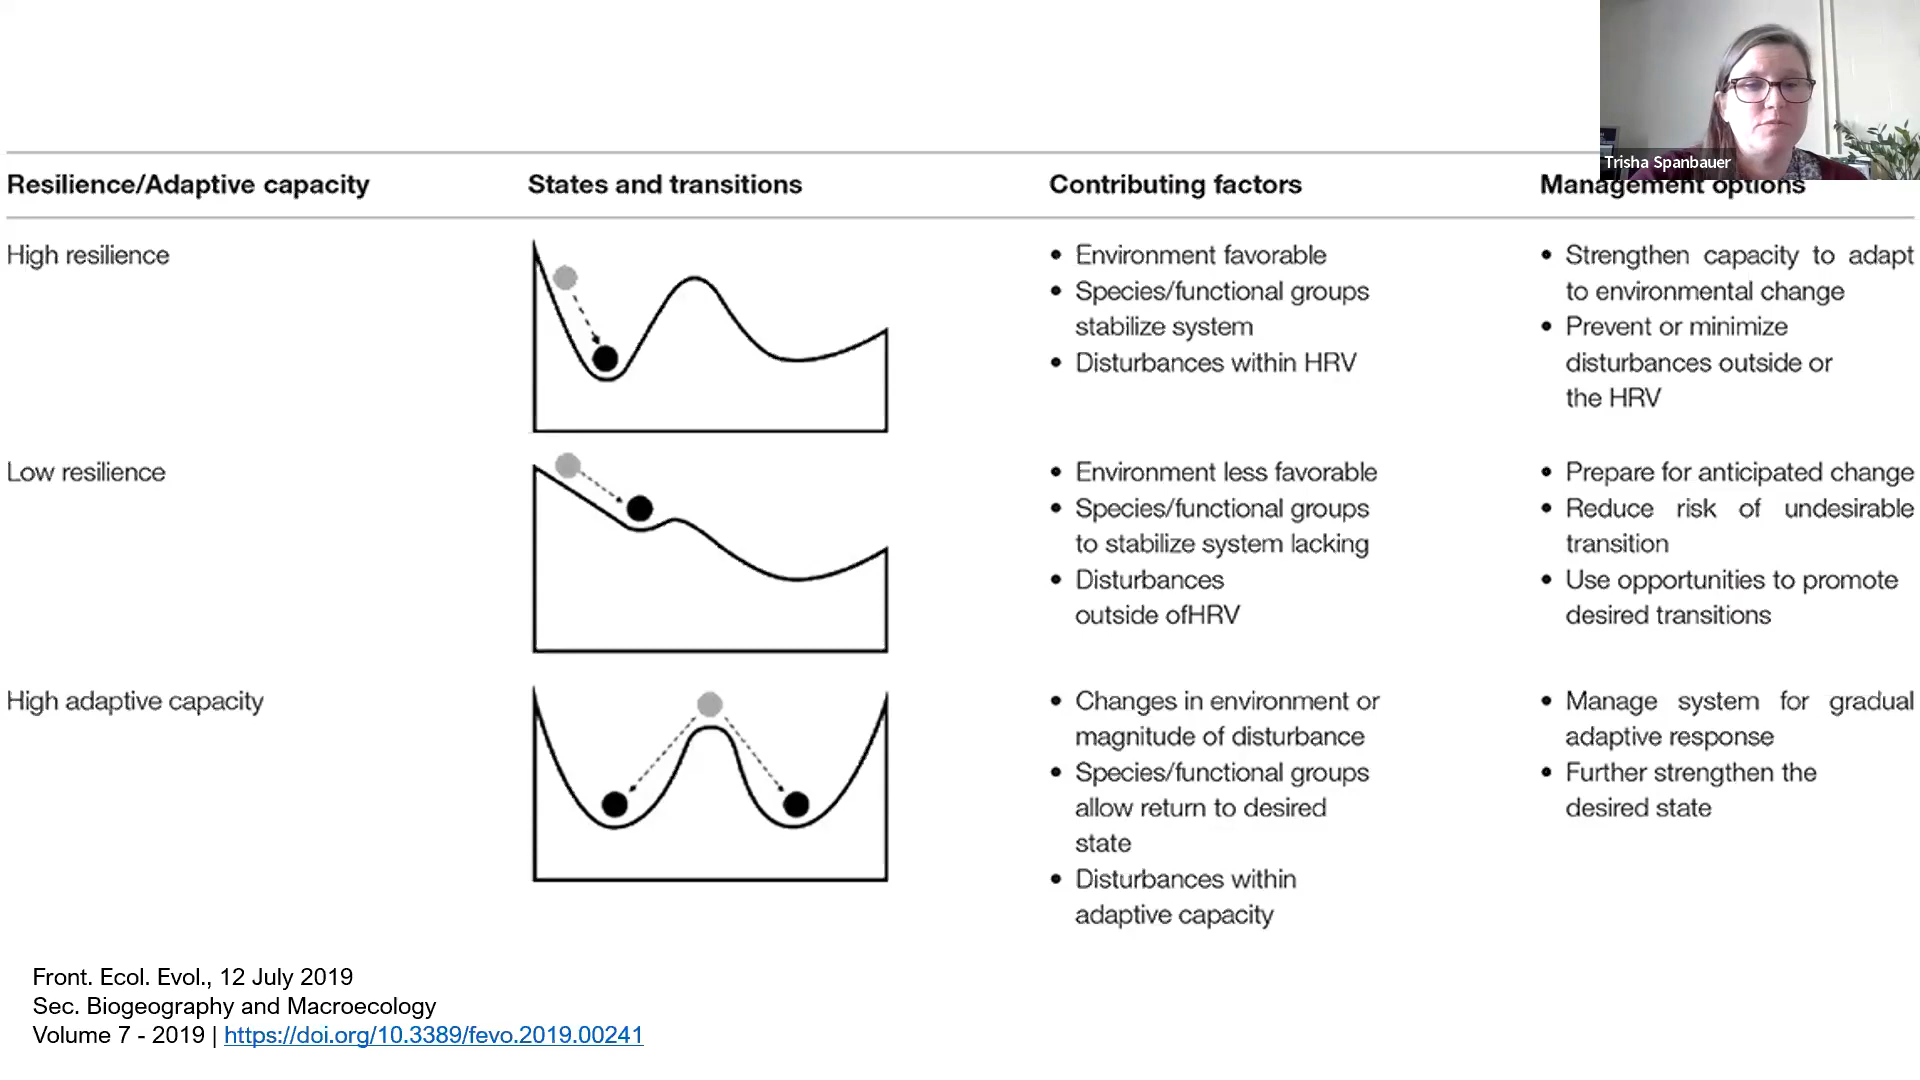 Trisha Spanbauer
Resilience/Adaptive capacity
States and transitions
Contributing factors
Management options
High resilience
• Environment favorable
• Species/functional groups
stabilize system
• Disturbances within HRV
• Strengthen capacity to adapt
to environmental change
• Prevent or minimize
disturbances outside or
the HRV
Low resilience
• Environment less favorable
• Species/functional groups
to stabilize system lacking
• Disturbances
outside ofHRV
• Prepare for anticipated change
• Reduce risk of undesirable
transition
• Use opportunities to promote
desired transitions
High adaptive capacity
• Changes in environment or
magnitude of disturbance
• Species/functional groups
allow return to desired
state
• Disturbances within
adaptive capacity
• Manage system for gradual
adaptive response
• Further strengthen the
desired state
Front. Ecol. Evol., 12 July 2019
Sec. Biogeography and Macroecology
Volume 7 - 2019 | https://doi.org/10.3389/fevo.2019.00241